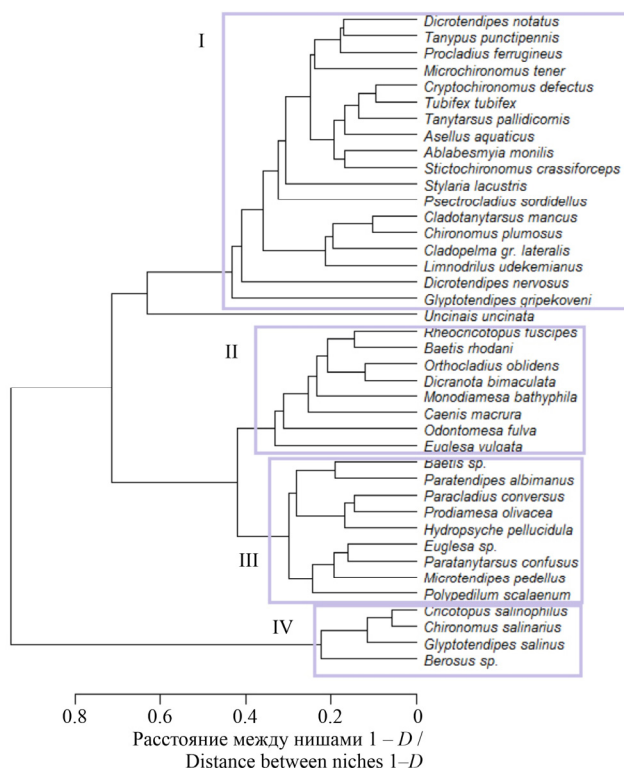 I
Dicrotendipes notatus
Tanypus punctipennis
Procladius ferrugineus
Microchironomus tener
Cryptochironomus defectus
Tubifex tubifex
Tanytarsus pallidicornis
Asellus aquaticus
Ablabesmyia monilis
Stictochironomus crassiforceps
Stylaria lacustris
Psectrocladius sordidellus
Cladotanytarsus mancus
Chironomus plumosus
Cladopelma gr. lateralis
Limnodrilus udekemianus
Dicrotendipes nervosus
Glyptotendipes gripekoveni
Uncinais uncinata
II
Rheocricotopus fuscipes
Baetis rhodani
Orthocladius oblidens
Dicranota bimaculata
Monodiamesa bathyphila
Caenis macrura
Odontomesa fulva
Euglesa vulgata
III
Baetis sp.
Paratendipes albimanus
Paracladius conversus
Prodiamesa olivacea
Hydropsyche pellucidula
Euglesa sp.
Paratanytarsus confusus
Microtendipes pedellus
Polypedilum scalaenum
IV
Cricotopus salinophilus
Chironomus salinarius
Glyptotendipes salinus
Berosus sp.
0.8 0.6 0.4 0.2 0
Расстояние между нишами 1 – D /
Distance between niches 1–D